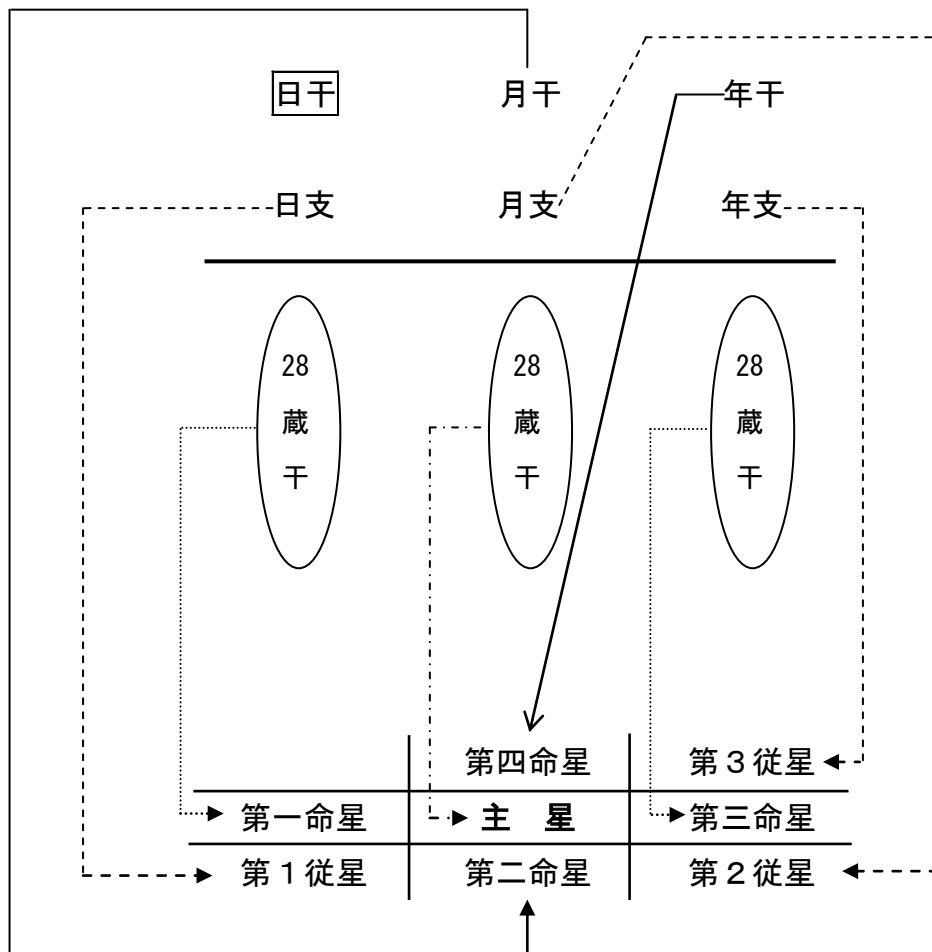 日干 月干 年干
日支 月支 年支
28 28 28
蔵 蔵 蔵
干 干 干
第四命星 第３従星
第一命星 主 星 第三命星
第１従星 第二命星 第２従星